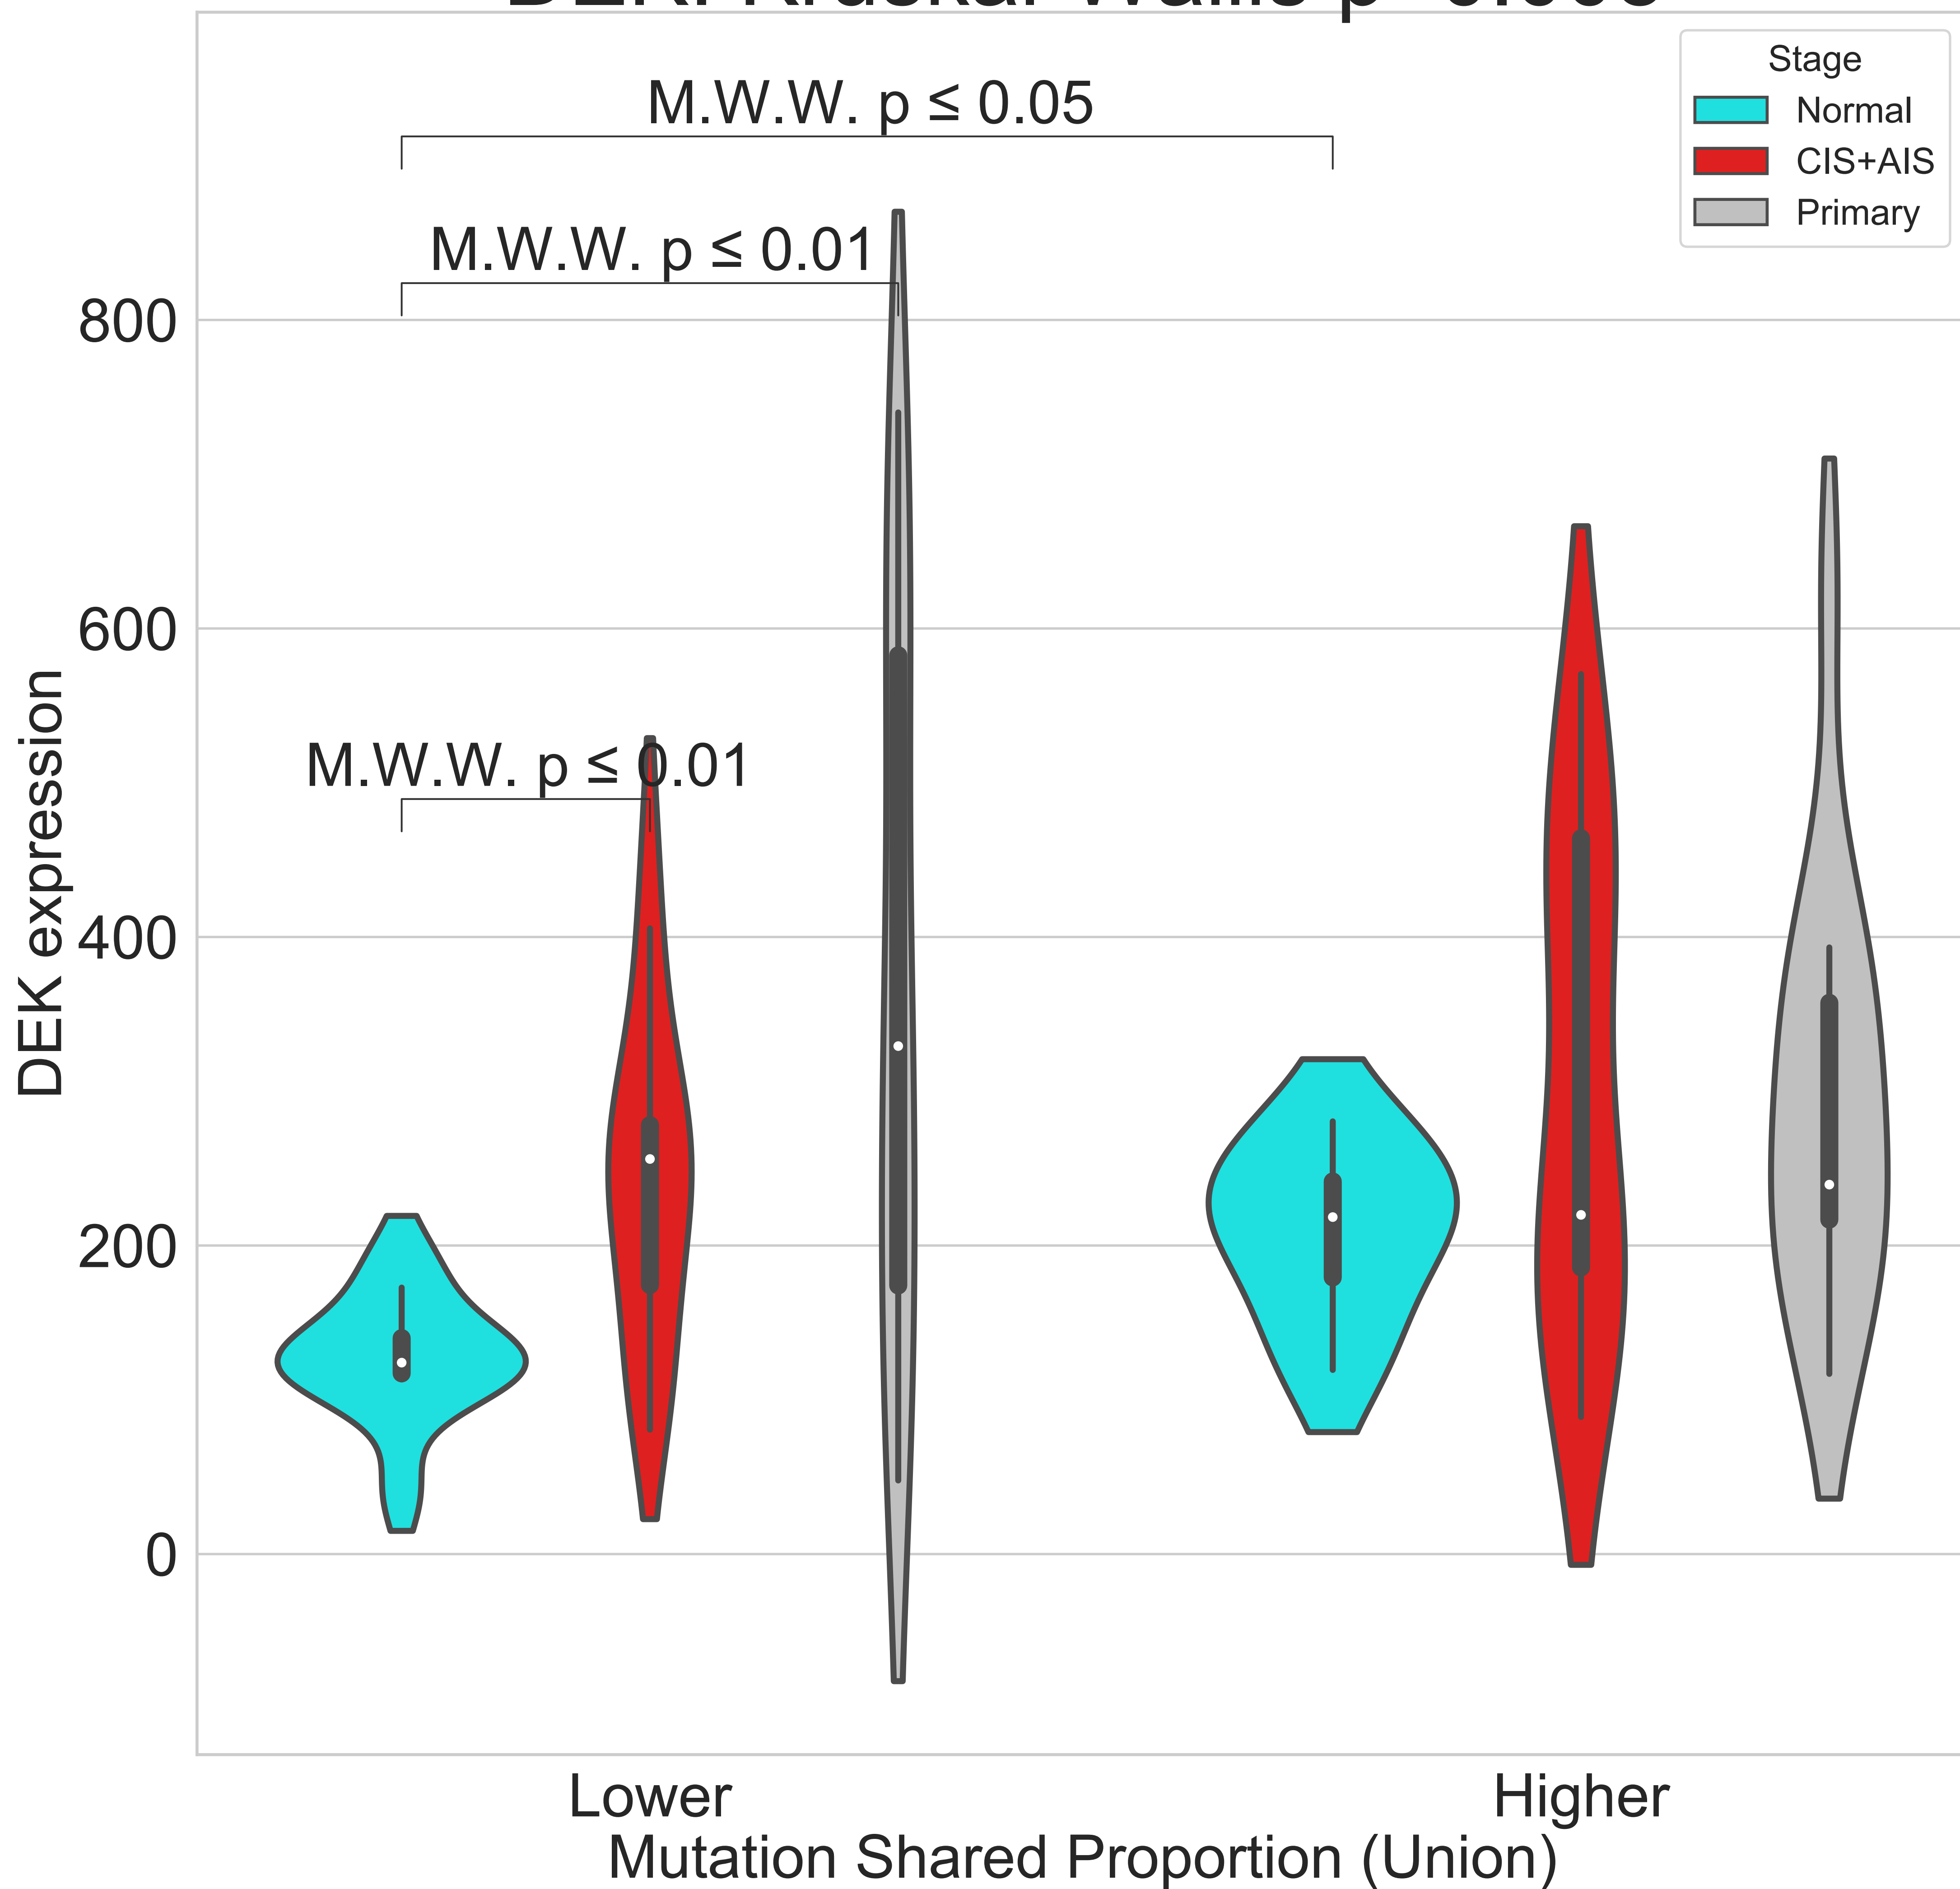 Stage
Normal
CIS+AIS
Primary
M.W.W. p ≤ 0.05
M.W.W. p ≤ 0.01
M.W.W. p ≤ 0.01
800
600
400
200
0
DEK expression
Lower
Higher
Mutation Shared Proportion (Union)